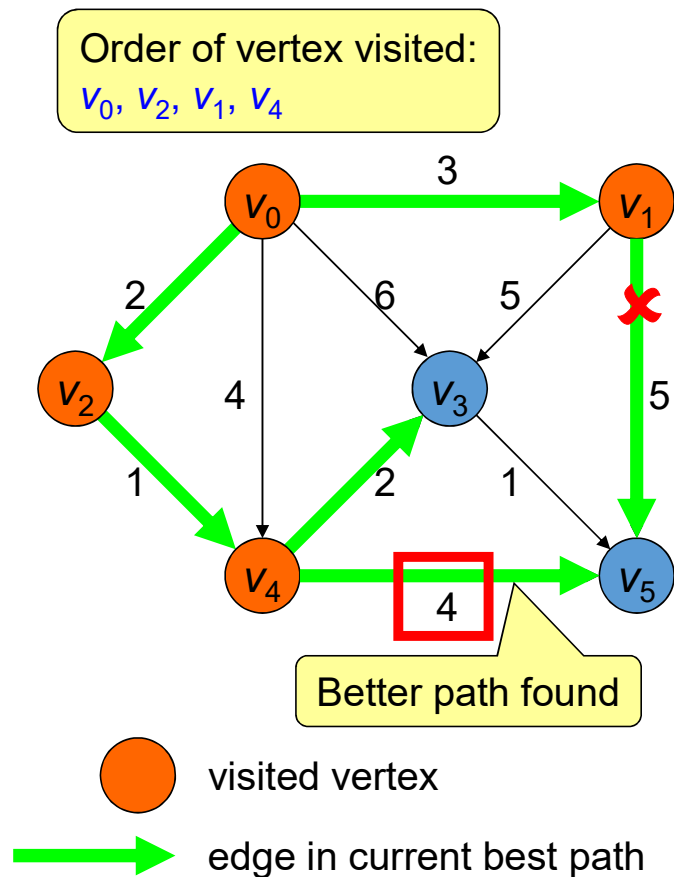 Order of vertex visited:
v0, v2, v1, v4
3
v0
v1
2
6
5
v2
4
v3
5
1
2
1
v4
4
v5
Better path found
visited vertex
edge in current best path